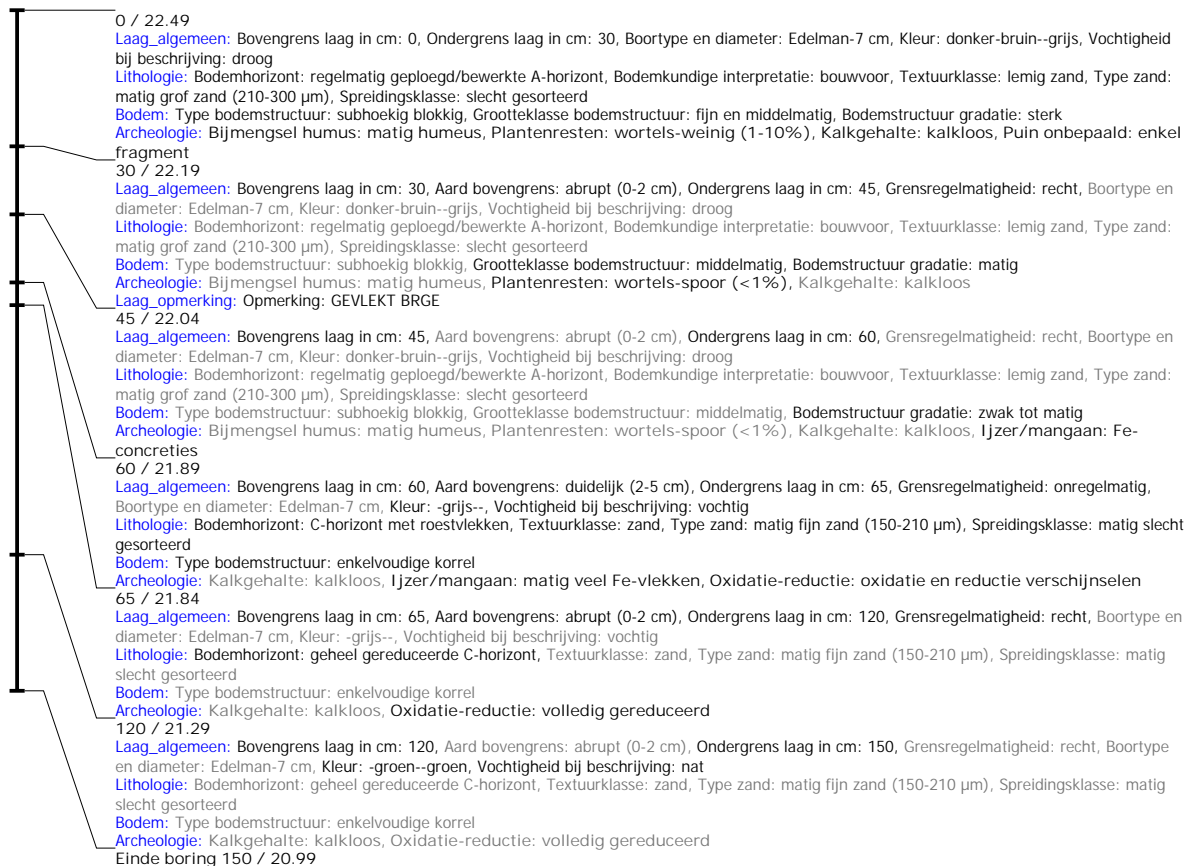 0 / 22.49
Laag_algemeen: Bovengrens laag in cm: 0, Ondergrens laag in cm: 30, Boortype en diameter: Edelman-7 cm, Kleur: donker-bruin--grijs, Vochtigheid
bij beschrijving: droog
Lithologie: Bodemhorizont: regelmatig geploegd/bewerkte A-horizont, Bodemkundige interpretatie: bouwvoor, Textuurklasse: lemig zand, Type zand:
matig grof zand (210-300 µm), Spreidingsklasse: slecht gesorteerd
Bodem: Type bodemstructuur: subhoekig blokkig, Grootteklasse bodemstructuur: fijn en middelmatig, Bodemstructuur gradatie: sterk
Archeologie: Bijmengsel humus: matig humeus, Plantenresten: wortels-weinig (1-10%), Kalkgehalte: kalkloos, Puin onbepaald: enkel
fragment
30 / 22.19
Laag_algemeen: Bovengrens laag in cm: 30, Aard bovengrens: abrupt (0-2 cm), Ondergrens laag in cm: 45, Grensregelmatigheid: recht, Boortype en
diameter: Edelman-7 cm, Kleur: donker-bruin--grijs, Vochtigheid bij beschrijving: droog
Lithologie: Bodemhorizont: regelmatig geploegd/bewerkte A-horizont, Bodemkundige interpretatie: bouwvoor, Textuurklasse: lemig zand, Type zand:
matig grof zand (210-300 µm), Spreidingsklasse: slecht gesorteerd
Bodem: Type bodemstructuur: subhoekig blokkig, Grootteklasse bodemstructuur: middelmatig, Bodemstructuur gradatie: matig
Archeologie: Bijmengsel humus: matig humeus, Plantenresten: wortels-spoor (<1%), Kalkgehalte: kalkloos
Laag_opmerking: Opmerking: GEVLEKT BRGE
45 / 22.04
Laag_algemeen: Bovengrens laag in cm: 45, Aard bovengrens: abrupt (0-2 cm), Ondergrens laag in cm: 60, Grensregelmatigheid: recht, Boortype en
diameter: Edelman-7 cm, Kleur: donker-bruin--grijs, Vochtigheid bij beschrijving: droog
Lithologie: Bodemhorizont: regelmatig geploegd/bewerkte A-horizont, Bodemkundige interpretatie: bouwvoor, Textuurklasse: lemig zand, Type zand:
matig grof zand (210-300 µm), Spreidingsklasse: slecht gesorteerd
Bodem: Type bodemstructuur: subhoekig blokkig, Grootteklasse bodemstructuur: middelmatig, Bodemstructuur gradatie: zwak tot matig
Archeologie: Bijmengsel humus: matig humeus, Plantenresten: wortels-spoor (<1%), Kalkgehalte: kalkloos, Ijzer/mangaan: Fe-
concreties
60 / 21.89
Laag_algemeen: Bovengrens laag in cm: 60, Aard bovengrens: duidelijk (2-5 cm), Ondergrens laag in cm: 65, Grensregelmatigheid: onregelmatig,
Boortype en diameter: Edelman-7 cm, Kleur: -grijs--, Vochtigheid bij beschrijving: vochtig
Lithologie: Bodemhorizont: C-horizont met roestvlekken, Textuurklasse: zand, Type zand: matig fijn zand (150-210 µm), Spreidingsklasse: matig slecht
gesorteerd
Bodem: Type bodemstructuur: enkelvoudige korrel
Archeologie: Kalkgehalte: kalkloos, Ijzer/mangaan: matig veel Fe-vlekken, Oxidatie-reductie: oxidatie en reductie verschijnselen
65 / 21.84
Laag_algemeen: Bovengrens laag in cm: 65, Aard bovengrens: abrupt (0-2 cm), Ondergrens laag in cm: 120, Grensregelmatigheid: recht, Boortype en
diameter: Edelman-7 cm, Kleur: -grijs--, Vochtigheid bij beschrijving: vochtig
Lithologie: Bodemhorizont: geheel gereduceerde C-horizont, Textuurklasse: zand, Type zand: matig fijn zand (150-210 µm), Spreidingsklasse: matig
slecht gesorteerd
Bodem: Type bodemstructuur: enkelvoudige korrel
Archeologie: Kalkgehalte: kalkloos, Oxidatie-reductie: volledig gereduceerd
120 / 21.29
Laag_algemeen: Bovengrens laag in cm: 120, Aard bovengrens: abrupt (0-2 cm), Ondergrens laag in cm: 150, Grensregelmatigheid: recht, Boortype
en diameter: Edelman-7 cm, Kleur: -groen--groen, Vochtigheid bij beschrijving: nat
Lithologie: Bodemhorizont: geheel gereduceerde C-horizont, Textuurklasse: zand, Type zand: matig fijn zand (150-210 µm), Spreidingsklasse: matig
slecht gesorteerd
Bodem: Type bodemstructuur: enkelvoudige korrel
Archeologie: Kalkgehalte: kalkloos, Oxidatie-reductie: volledig gereduceerd
Einde boring 150 / 20.99